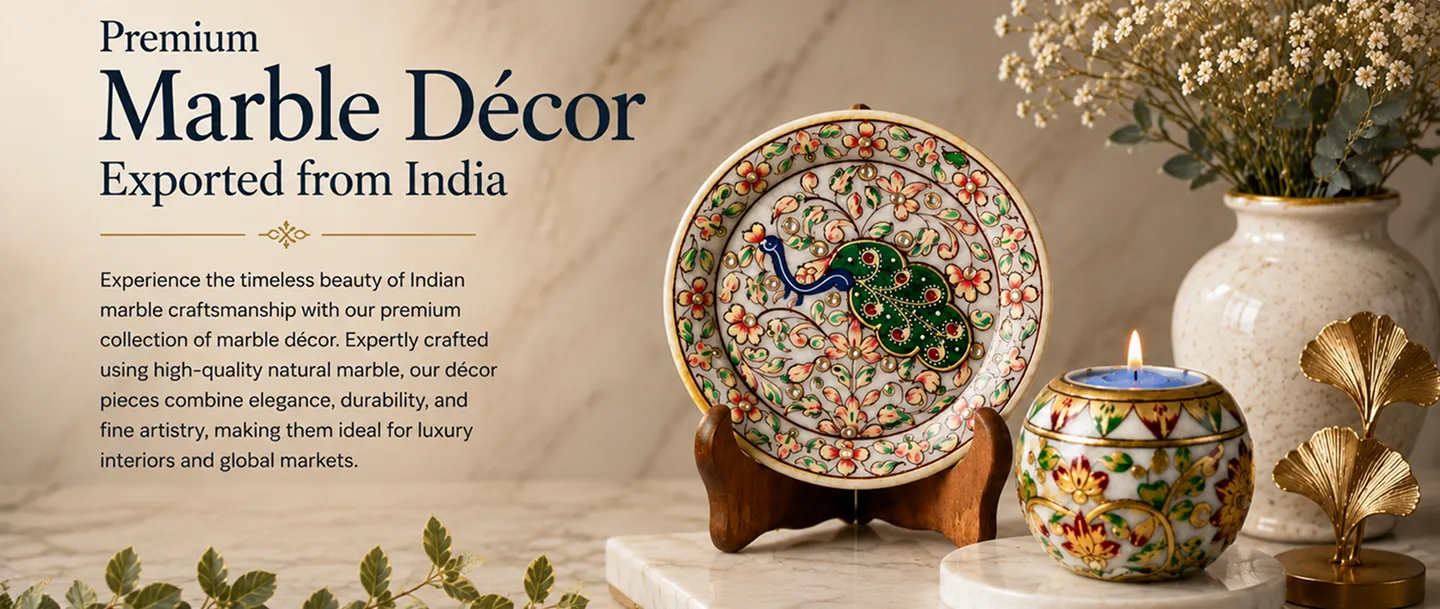 Premium
Marble Décor
Exported from India
Experience the timeless beauty of Indian
marble craftsmanship with our premium
collection of marble décor. Expertly crafted
using high-quality natural marble, our décor
pieces combine elegance, durability, and
fine artistry, making them ideal for luxury
interiors and global markets.